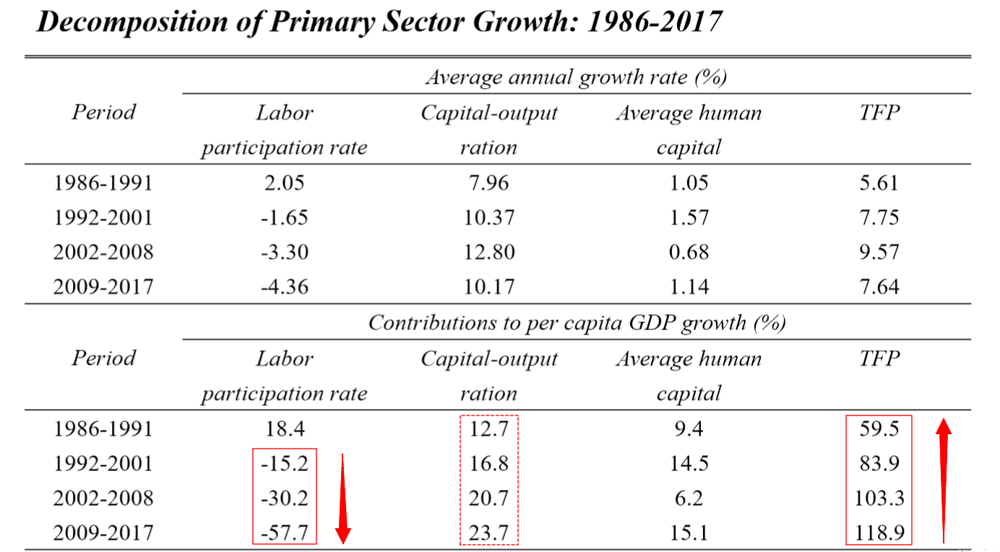 Decomposition of Primary Sector Growth: 1986-2017
Average annual growth rate (%)
Period Labor Capital-output Average human TFP
participation rate ration capital
1986-1991 2.05 7.96 1.05 5.61
1992-2001 -1.65 10.37 1.57 7.75
2002-2008 -3.30 12.80 0.68 9.57
2009-2017 -4.36 10.17 1.14 7.64
Contributions to per capita GDP growth (%)
Period Labor Capital-output Average human TFP
participation rate ration capital
1986-1991 18.4 12.7 9.4 59.5
1992-2001 -15.2 16.8 14.5 83.9
2002-2008 -30.2 20.7 6.2 103.3
2009-2017 -57.7 23.7 15.1 118.9